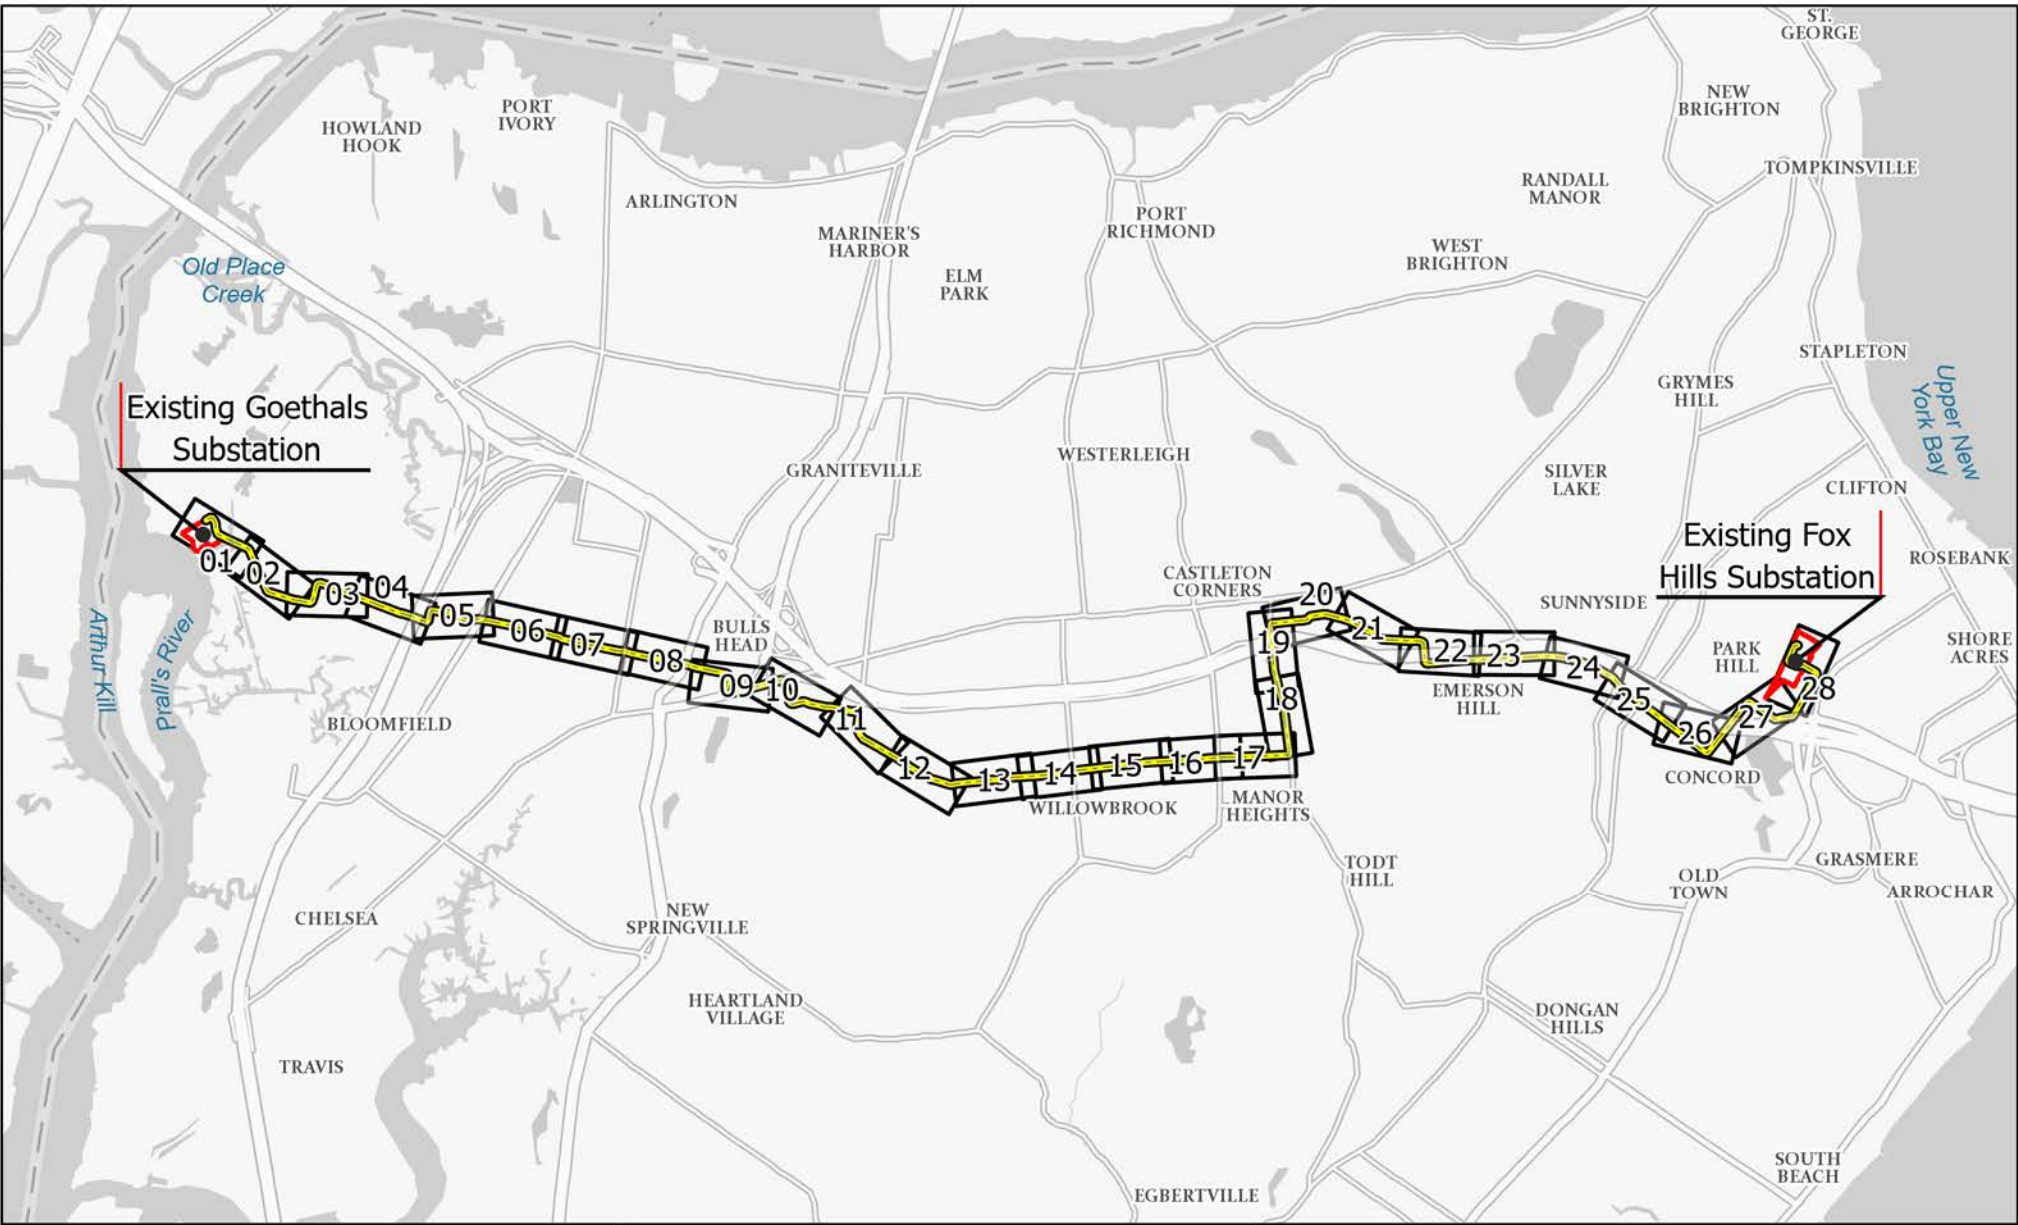 ST.
GEORGE
NEW
BRIGHTON
PORT
IVORY
HOWLAND
HOOK
TOMPKINSVILLE
RANDALL
MANOR
ARLINGTON
PORT
RICHMOND
MARINER'S
HARBOR
WEST
BRIGHTON
Old Place
Creek
ELM
PARK
STAPLETON
GRYMES
HILL
Upper New
York Bay
Existing Goethals
Substation
WESTERLEIGH
GRANITEVILLE
SILVER
LAKE
CLIFTON
Existing Fox
Hills Substation
ROSEBANK
CASTLETON
CORNERS
SUNNYSIDE
SHORE
ACRES
PARK
HILL
BULLS
HEAD
Arthur Kill
Prall's River
01
02
03
04
05
06
07
08
09
10
11
12
13
14
15
16
17
18
19
20
21
22
23
24
25
26
27
28
EMERSON
HILL
BLOOMFIELD
CONCORD
WILLOWBROOK
MANOR
HEIGHTS
TODT
HILL
OLD
TOWN
GRASMERE
ARROCHAR
CHELSEA
NEW
SPRINGVILLE
HEARTLAND
VILLAGE
DONGAN
HILLS
TRAVIS
SOUTH
BEACH
EGBERTVILLE